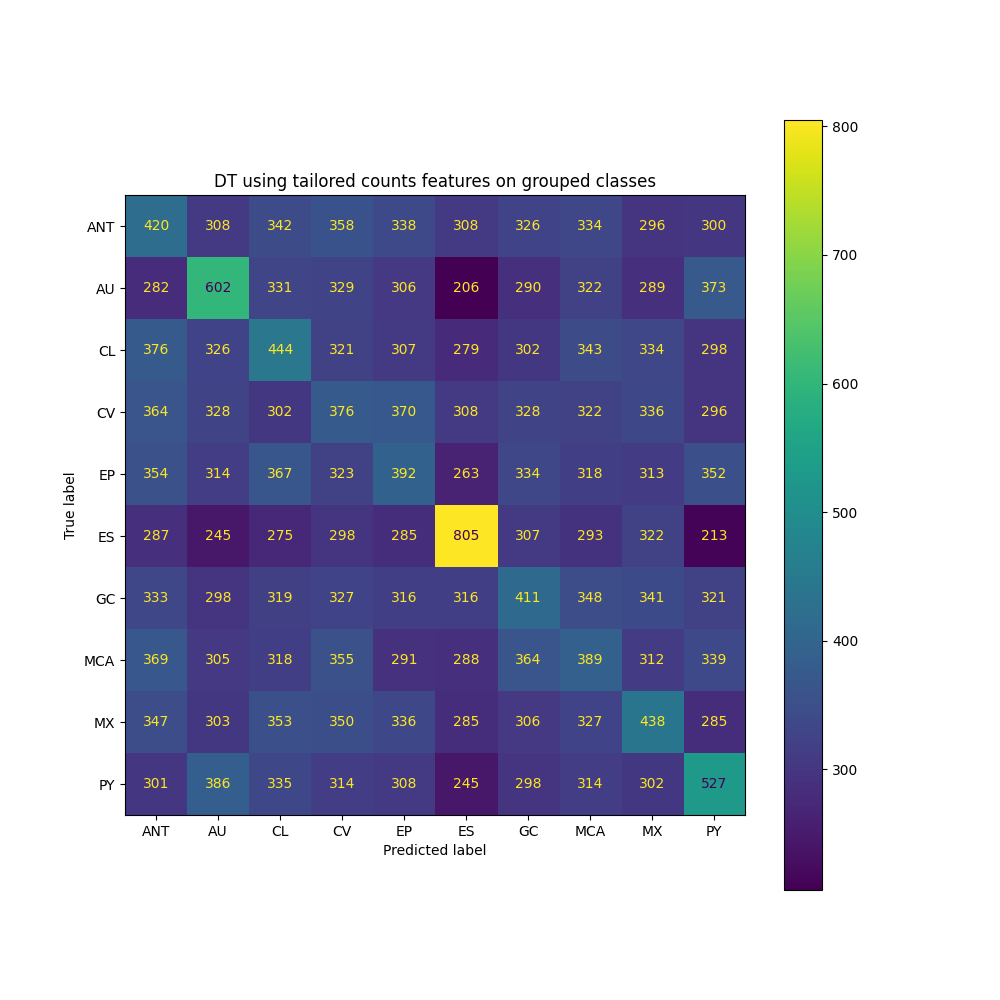 DT using tailored counts features on grouped classes
ANT 420 308 342 358 338 308 326 334 296 300
AU 282 602 331 329 306 206 290 322 289 373
CL 376 326 444 321 307 279 302 343 334 298
CV 364 328 302 376 370 308 328 322 336 296
EP 354 314 367 323 392 263 334 318 313 352
ES 287 245 275 298 285 805 307 293 322 213
GC 333 298 319 327 316 316 411 348 341 321
MCA 369 305 318 355 291 288 364 389 312 339
MX 347 303 353 350 336 285 306 327 438 285
PY 301 386 335 314 308 245 298 314 302 527
ANT AU CL CV EP ES GC MCA MX PY
Predicted label
True label
800
700
600
500
400
300